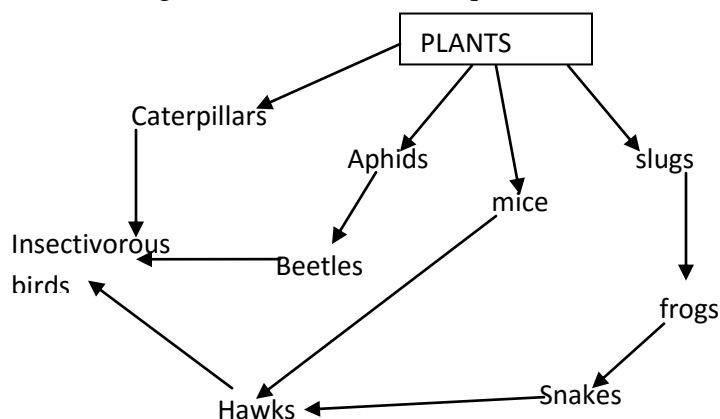 PLANTS
Caterpillars
Aphids
slugs
mice
Insectivorous
birds
Beetles
frogs
Snakes
Hawks